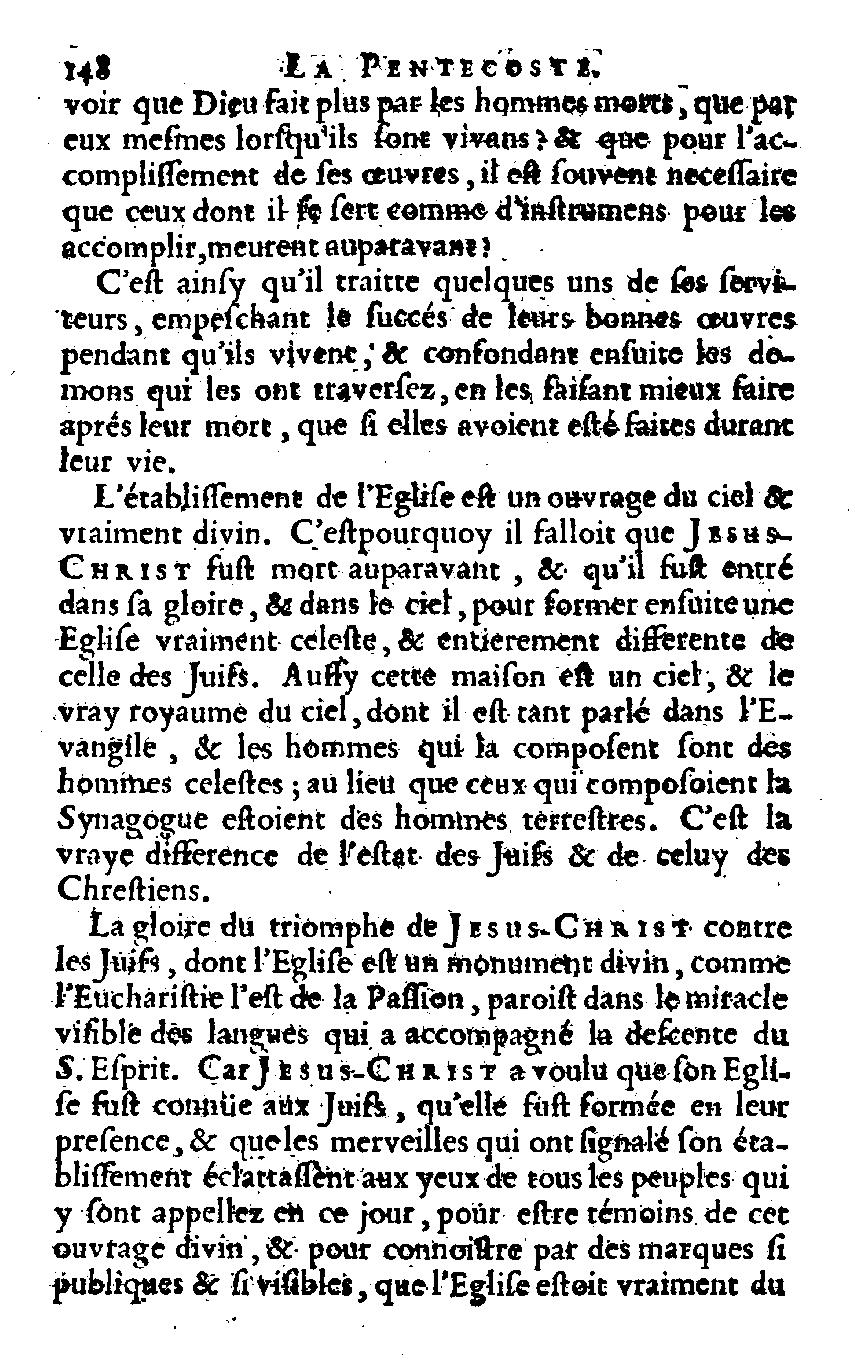 148 LA PENTECOSTE.
voir que Dieu fait plus par les hommes morts, que par
eux meſmes lorſqu'ils ſont vivans? & que pour l'ac-
compliſſement de ſes œuvres, il eſt ſouvent neceſſaire
que ceux dont il ſe ſert comme d'inſtrumens pour les
accomplir, meurent auparavant?
C'eſt ainſy qu'il traitte quelques uns de ſes ſervi-
teurs, empeſchant le ſuccés de leurs bonnes œuvres
pendant qu'ils vivent, & confondant enſuite les de-
mons qui les ont traverſez, en les faiſant mieux faire
aprés leur mort, que ſi elles avoient eſté faites durant
leur vie.
L'établiſſement de l'Egliſe eſt un ouvrage du ciel &
vraiment divin. C'eſtpourquoy il falloit que JESUS-
CHRIST fuſt mort auparavant, & qu'il fuſt entré
dans ſa gloire, & dans le ciel, pour former enſuite une
Egliſe vraiment celeſte, & entierement differente de
celle des Juifs. Auſſy cette maiſon eſt un ciel, & le
vray royaume du ciel, dont il eſt tant parlé dans l'E-
vangile, & les hommes qui la compoſent ſont des
hommes celeſtes; au lieu que ceux qui compoſoient la
Synagogue eſtoient des hommes terreſtres. C'eſt la
vraye difference de l'eſtat des Juifs & de celuy des
Chreſtiens.
La gloire du triomphe de JESUS-CHRIST contre
les Juifs, dont l'Egliſe eſt un monument divin, comme
l'Euchariſtie l'eſt de la Paſſion, paroiſt dans le miracle
viſible des langues qui a accompagné la deſcente du
S. Eſprit. Car JESUS-CHRIST a voulu que ſon Egli-
ſe fuſt connüe aux Juifs, qu'elle fuſt formée en leur
preſence, & que les merveilles qui ont ſignalé ſon éta-
bliſſement éclattaſſent aux yeux de tous les peuples qui
y ſont appellez en ce jour, pour eſtre témoins de cet
ouvrage divin, & pour connoiſtre par des marques ſi
publiques & ſi viſibles, que l'Egliſe eſtoit vraiment du